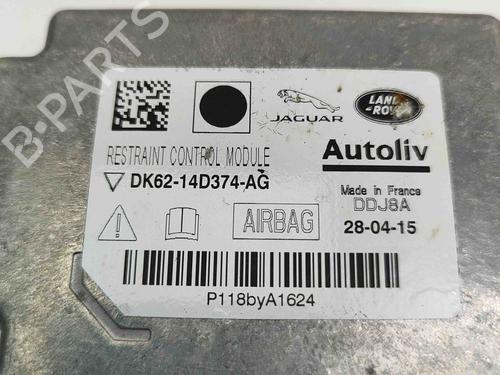 JAGUAR
LAND ROVER
RESTRAINT CONTROL MODULE
Autoliv
DK62-14D374-AG
Made in France
DDJ8A
AIRBAG
28-04-15
P118byA1624
B-PARTS